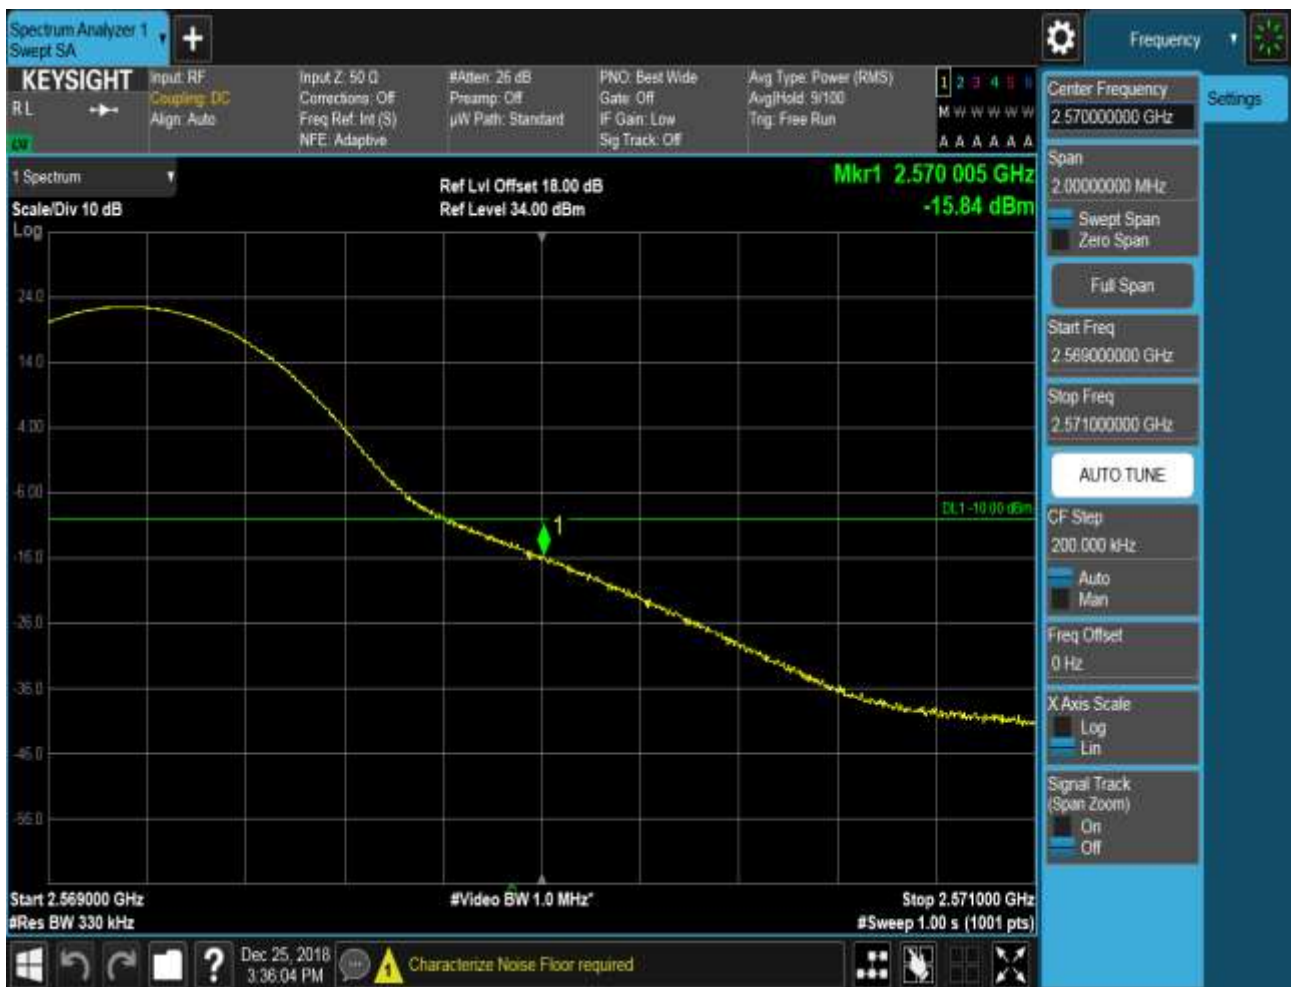 Spectrum Analyzer 1
Swept SA
+
Frequency
KEYSIGHT
Input: RF
Input Z: 50 Ω
#Atten: 26 dB
PNO: Best Wide
Avg Type: Power (RMS)
1 2 3 4 5 6
R L
Coupling: DC
Corrections: Off
Preamp: Off
Gate: Off
Avg|Hold: 9/100
M W W W W W
Align: Auto
Freq Ref: Int (S)
µW Path: Standard
IF Gain: Low
Trig: Free Run
NFE: Adaptive
Sig Track: Off
A A A A A A
Center Frequency
2.570000000 GHz
Settings
1 Spectrum
Ref Lvl Offset 18.00 dB
Mkr1 2.570 005 GHz
Scale/Div 10 dB
Ref Level 34.00 dBm
-15.84 dBm
Log
Span
2.00000000 MHz
Swept Span
Zero Span
Full Span
24.0
Start Freq
2.569000000 GHz
14.0
Stop Freq
2.571000000 GHz
4.00
AUTO TUNE
-6.00
DL1 -10.00 dBm
1
CF Step
200.000 kHz
-16.0
Auto
Man
-26.0
Freq Offset
0 Hz
-36.0
X Axis Scale
Log
Lin
-46.0
Signal Track
(Span Zoom)
On
Off
-56.0
Start 2.569000 GHz
#Video BW 1.0 MHz*
Stop 2.571000 GHz
#Res BW 330 kHz
#Sweep 1.00 s (1001 pts)
?
Dec 25, 2018
3:36:04 PM
1
Characterize Noise Floor required